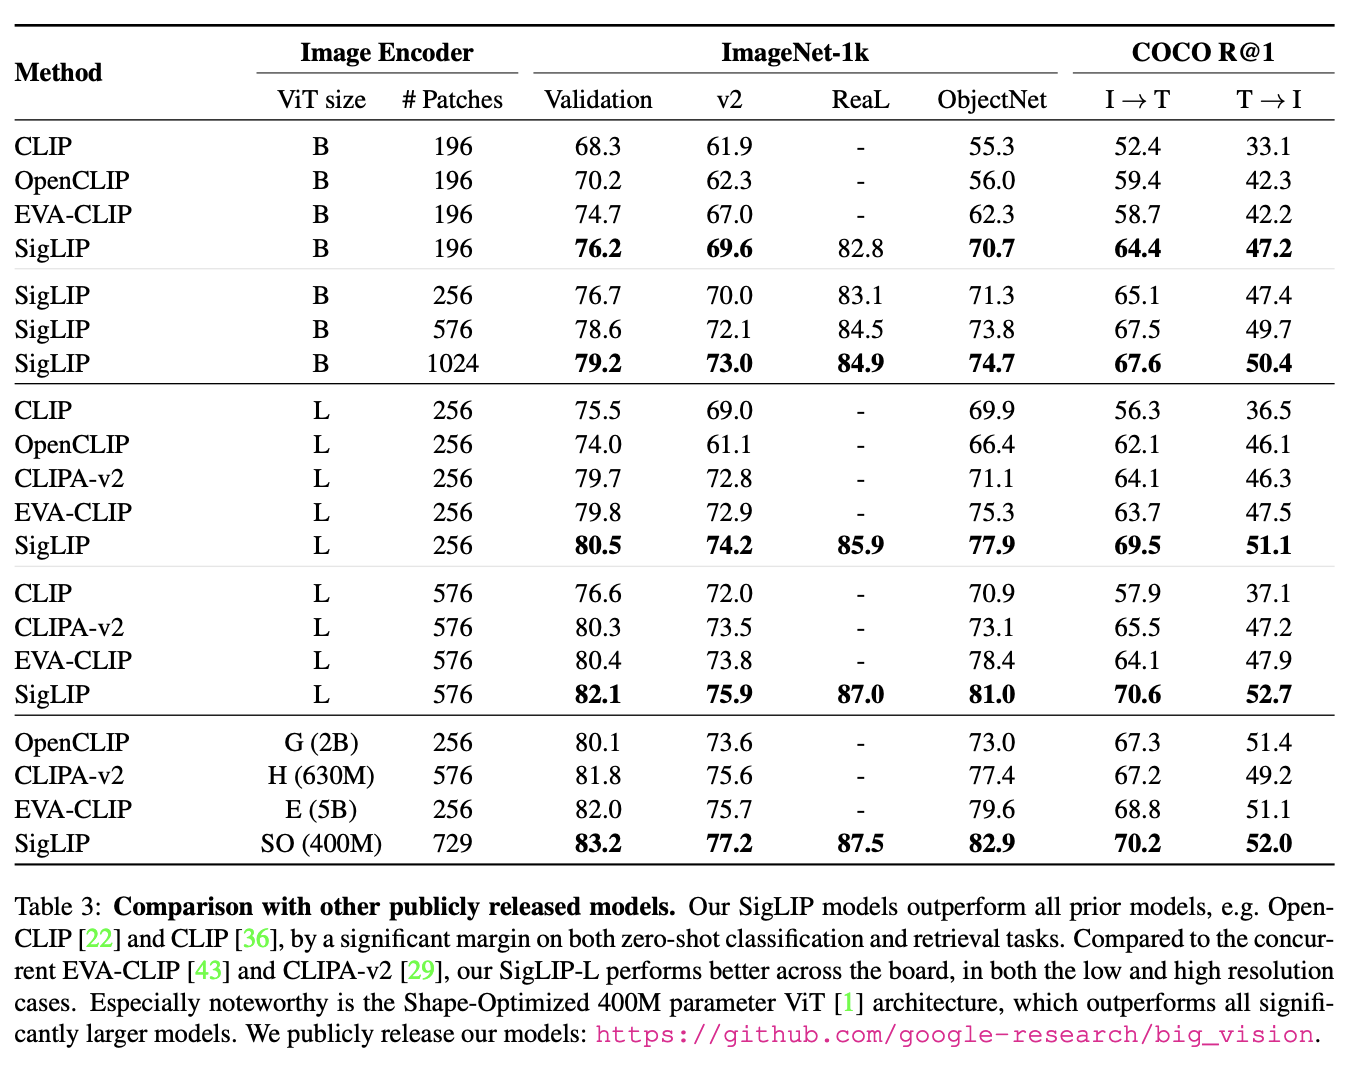 Method Image Encoder ImageNet-1k COCO R@1
ViT size # Patches Validation v2 ReaL ObjectNet I → T T → I
CLIP B 196 68.3 61.9 - 55.3 52.4 33.1
OpenCLIP B 196 70.2 62.3 - 56.0 59.4 42.3
EVA-CLIP B 196 74.7 67.0 - 62.3 58.7 42.2
SigLIP B 196 76.2 69.6 82.8 70.7 64.4 47.2
SigLIP B 256 76.7 70.0 83.1 71.3 65.1 47.4
SigLIP B 576 78.6 72.1 84.5 73.8 67.5 49.7
SigLIP B 1024 79.2 73.0 84.9 74.7 67.6 50.4
CLIP L 256 75.5 69.0 - 69.9 56.3 36.5
OpenCLIP L 256 74.0 61.1 - 66.4 62.1 46.1
CLIPA-v2 L 256 79.7 72.8 - 71.1 64.1 46.3
EVA-CLIP L 256 79.8 72.9 - 75.3 63.7 47.5
SigLIP L 256 80.5 74.2 85.9 77.9 69.5 51.1
CLIP L 576 76.6 72.0 - 70.9 57.9 37.1
CLIPA-v2 L 576 80.3 73.5 - 73.1 65.5 47.2
EVA-CLIP L 576 80.4 73.8 - 78.4 64.1 47.9
SigLIP L 576 82.1 75.9 87.0 81.0 70.6 52.7
OpenCLIP G (2B) 256 80.1 73.6 - 73.0 67.3 51.4
CLIPA-v2 H (630M) 576 81.8 75.6 - 77.4 67.2 49.2
EVA-CLIP E (5B) 256 82.0 75.7 - 79.6 68.8 51.1
SigLIP SO (400M) 729 83.2 77.2 87.5 82.9 70.2 52.0
Table 3: Comparison with other publicly released models. Our SigLIP models outperform all prior models, e.g. Open-
CLIP [22] and CLIP [36], by a significant margin on both zero-shot classification and retrieval tasks. Compared to the concur-
rent EVA-CLIP [43] and CLIPA-v2 [29], our SigLIP-L performs better across the board, in both the low and high resolution
cases. Especially noteworthy is the Shape-Optimized 400M parameter ViT [1] architecture, which outperforms all signifi-
cantly larger models. We publicly release our models: https://github.com/google-research/big_vision.